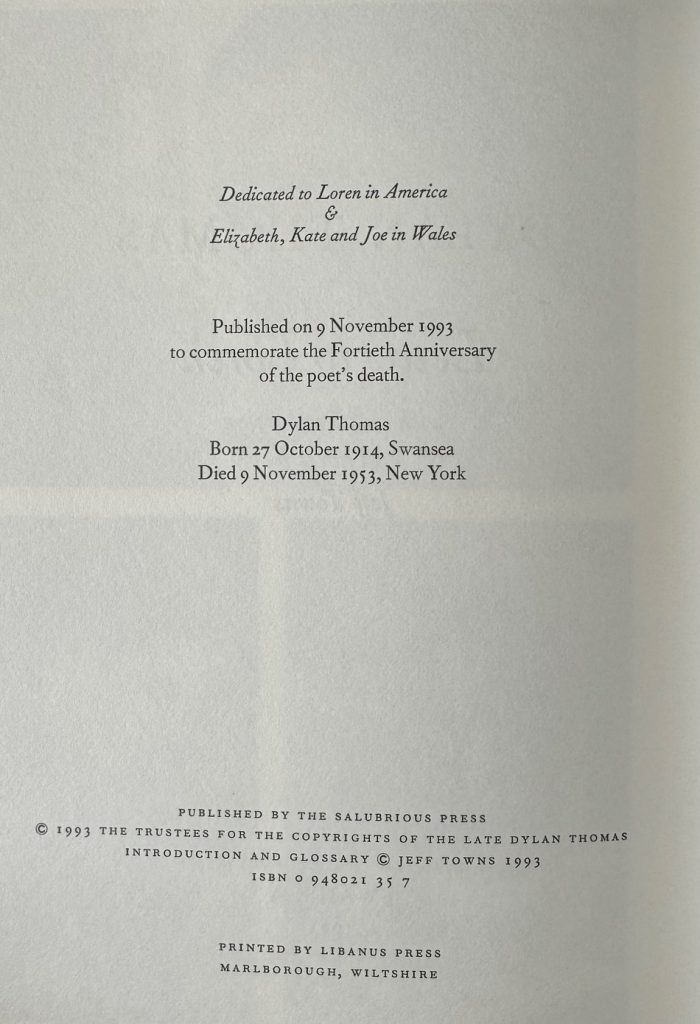 Dedicated to Loren in America
&
Elizabeth, Kate and Joe in Wales
Published on 9 November 1993
to commemorate the Fortieth Anniversary
of the poet's death.
Dylan Thomas
Born 27 October 1914, Swansea
Died 9 November 1953, New York
PUBLISHED BY THE SALUBRIOUS PRESS
© 1993 THE TRUSTEES FOR THE COPYRIGHTS OF THE LATE DYLAN THOMAS
INTRODUCTION AND GLOSSARY © JEFF TOWNS 1993
ISBN 0 948021 35 7
PRINTED BY LIBANUS PRESS
MARLBOROUGH, WILTSHIRE